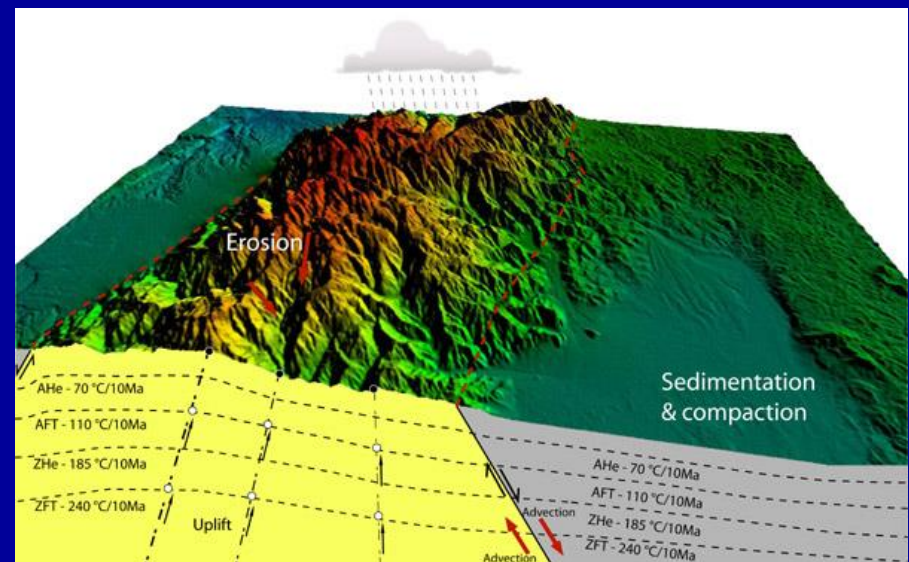 Erosion
Sedimentation
& compaction
AHe - 70 °C/10Ma
AFT - 110 °C/10Ma
ZHe - 185 °C/10Ma
ZFT - 240 °C/10Ma
Uplift
Advection
AHe - 70 °C/10Ma
AFT - 110 °C/10Ma
Advection
ZHe - 185 °C/10Ma
ZFT - 240 °C/10Ma